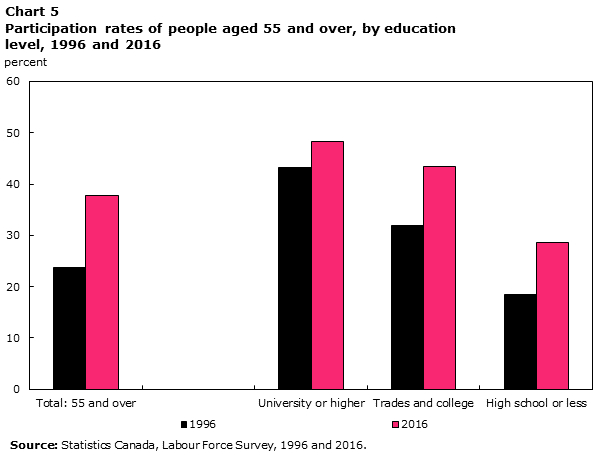 Chart 5
Participation rates of people aged 55 and over, by education
level, 1996 and 2016
percent
60
50
40
30
20
10
0
Total: 55 and over
University or higher
Trades and college
High school or less
1996
2016
Source: Statistics Canada, Labour Force Survey, 1996 and 2016.